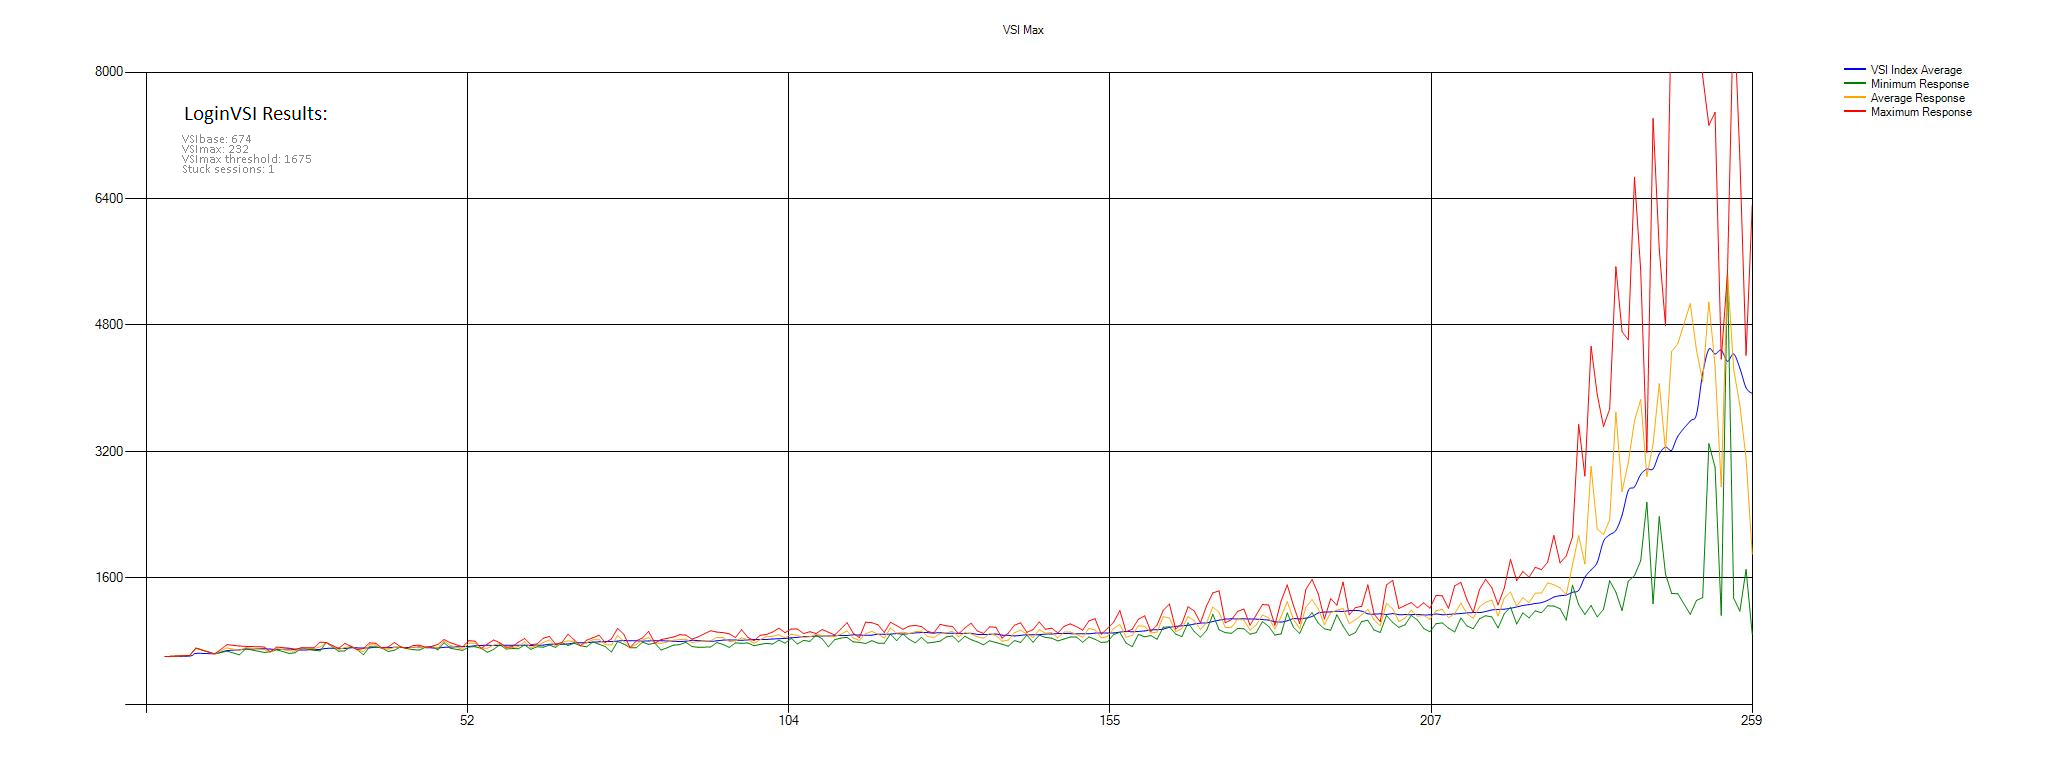 VSI Max
8000
6400
4800
3200
1600
LoginVSI Results:
VSIbase: 674
VSImax: 232
VSImax threshold: 1675
Stuck sessions: 1
VSI Index Average
Minimum Response
Average Response
Maximum Response
52
104
155
207
259